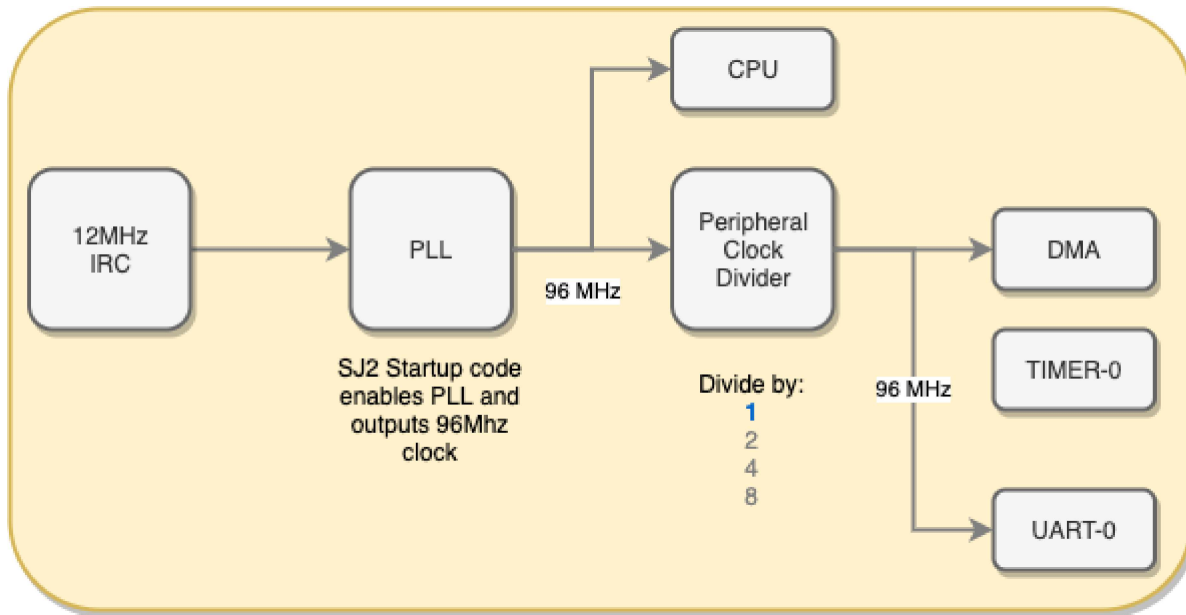 CPU
12MHz
IRC
PLL
96 MHz
Peripheral
Clock
Divider
DMA
TIMER-0
UART-0
96 MHz
SJ2 Startup code
enables PLL and
outputs 96Mhz
clock
Divide by:
1
2
4
8